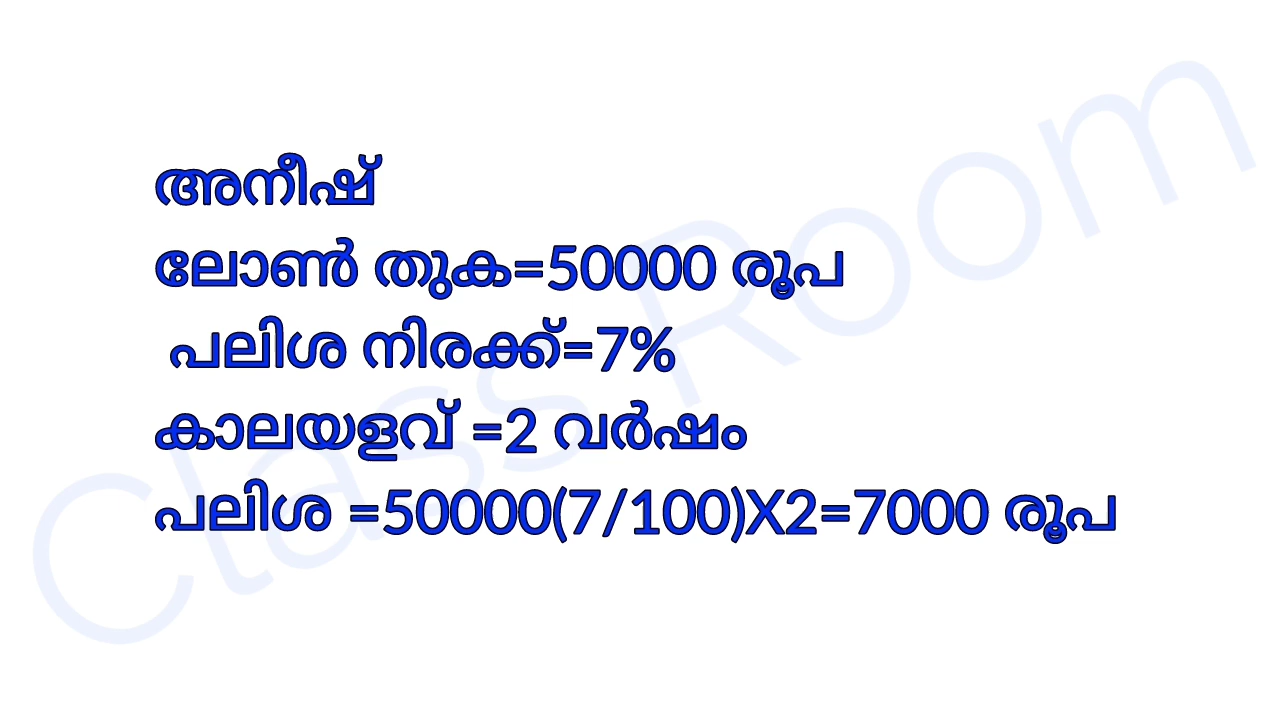 അനീഷ്
ലോൺ തുക=50000 രൂപ
പലിശ നിരക്ക്=7%
കാലയളവ് =2 വർഷം
പലിശ =50000(7/100)X2=7000 രൂപ
Class Room